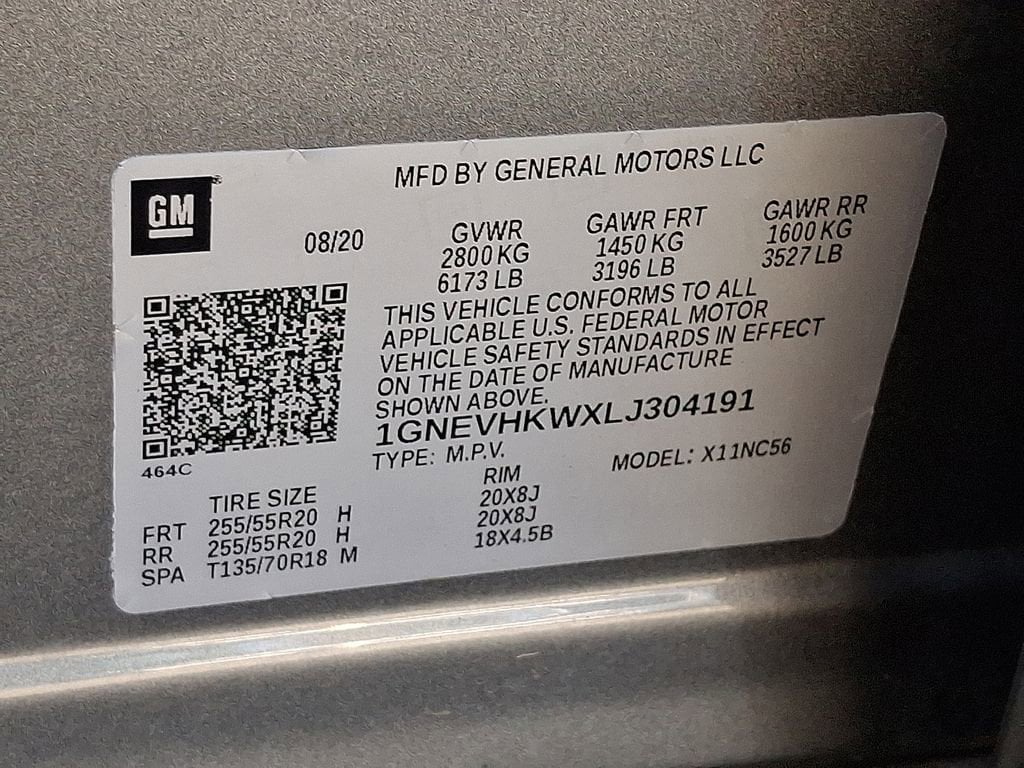 GM
MFD BY GENERAL MOTORS LLC
08/20
GVWR
2800 KG
6173 LB
GAWR FRT
1450 KG
3196 LB
GAWR RR
1600 KG
3527 LB
THIS VEHICLE CONFORMS TO ALL
APPLICABLE U.S. FEDERAL MOTOR
VEHICLE SAFETY STANDARDS IN EFFECT
ON THE DATE OF MANUFACTURE
SHOWN ABOVE.
1GNEVHKWXLJ304191
464C
TYPE: M.P.V.
MODEL: X11NC56
TIRE SIZE RIM
FRT 255/55R20 H 20X8J
RR 255/55R20 H 20X8J
SPA T135/70R18 M 18X4.5B